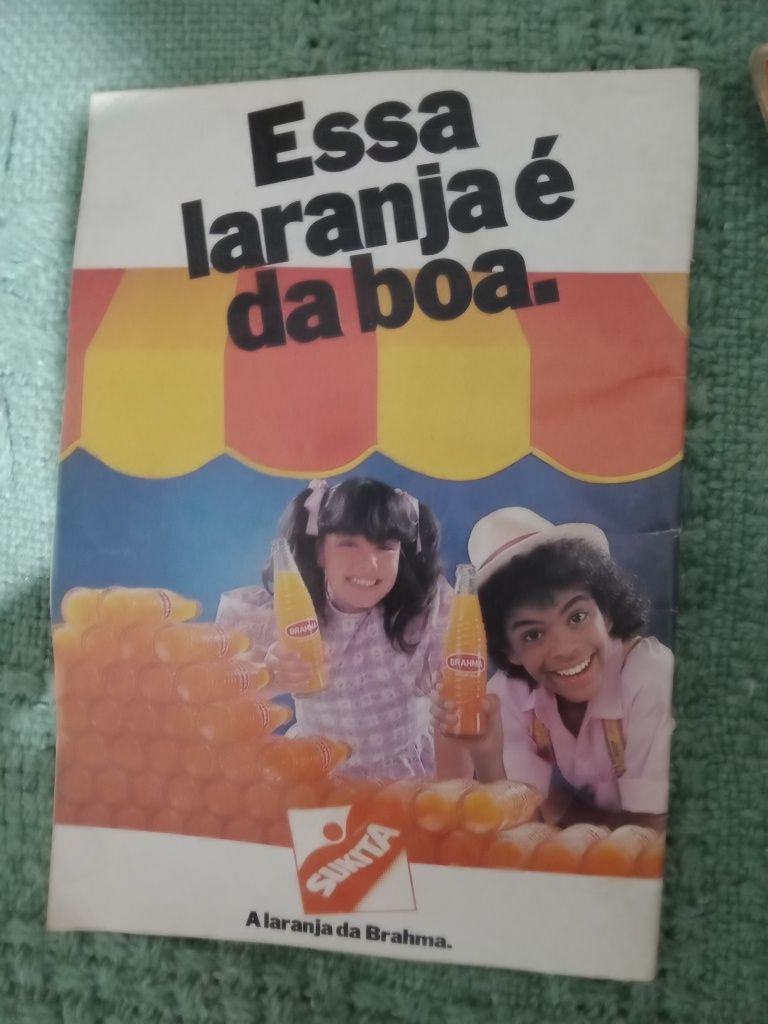 Essa
laranja é
da boa.
BRAHMA
BRAHMA
SUKITA
A laranja da Brahma.